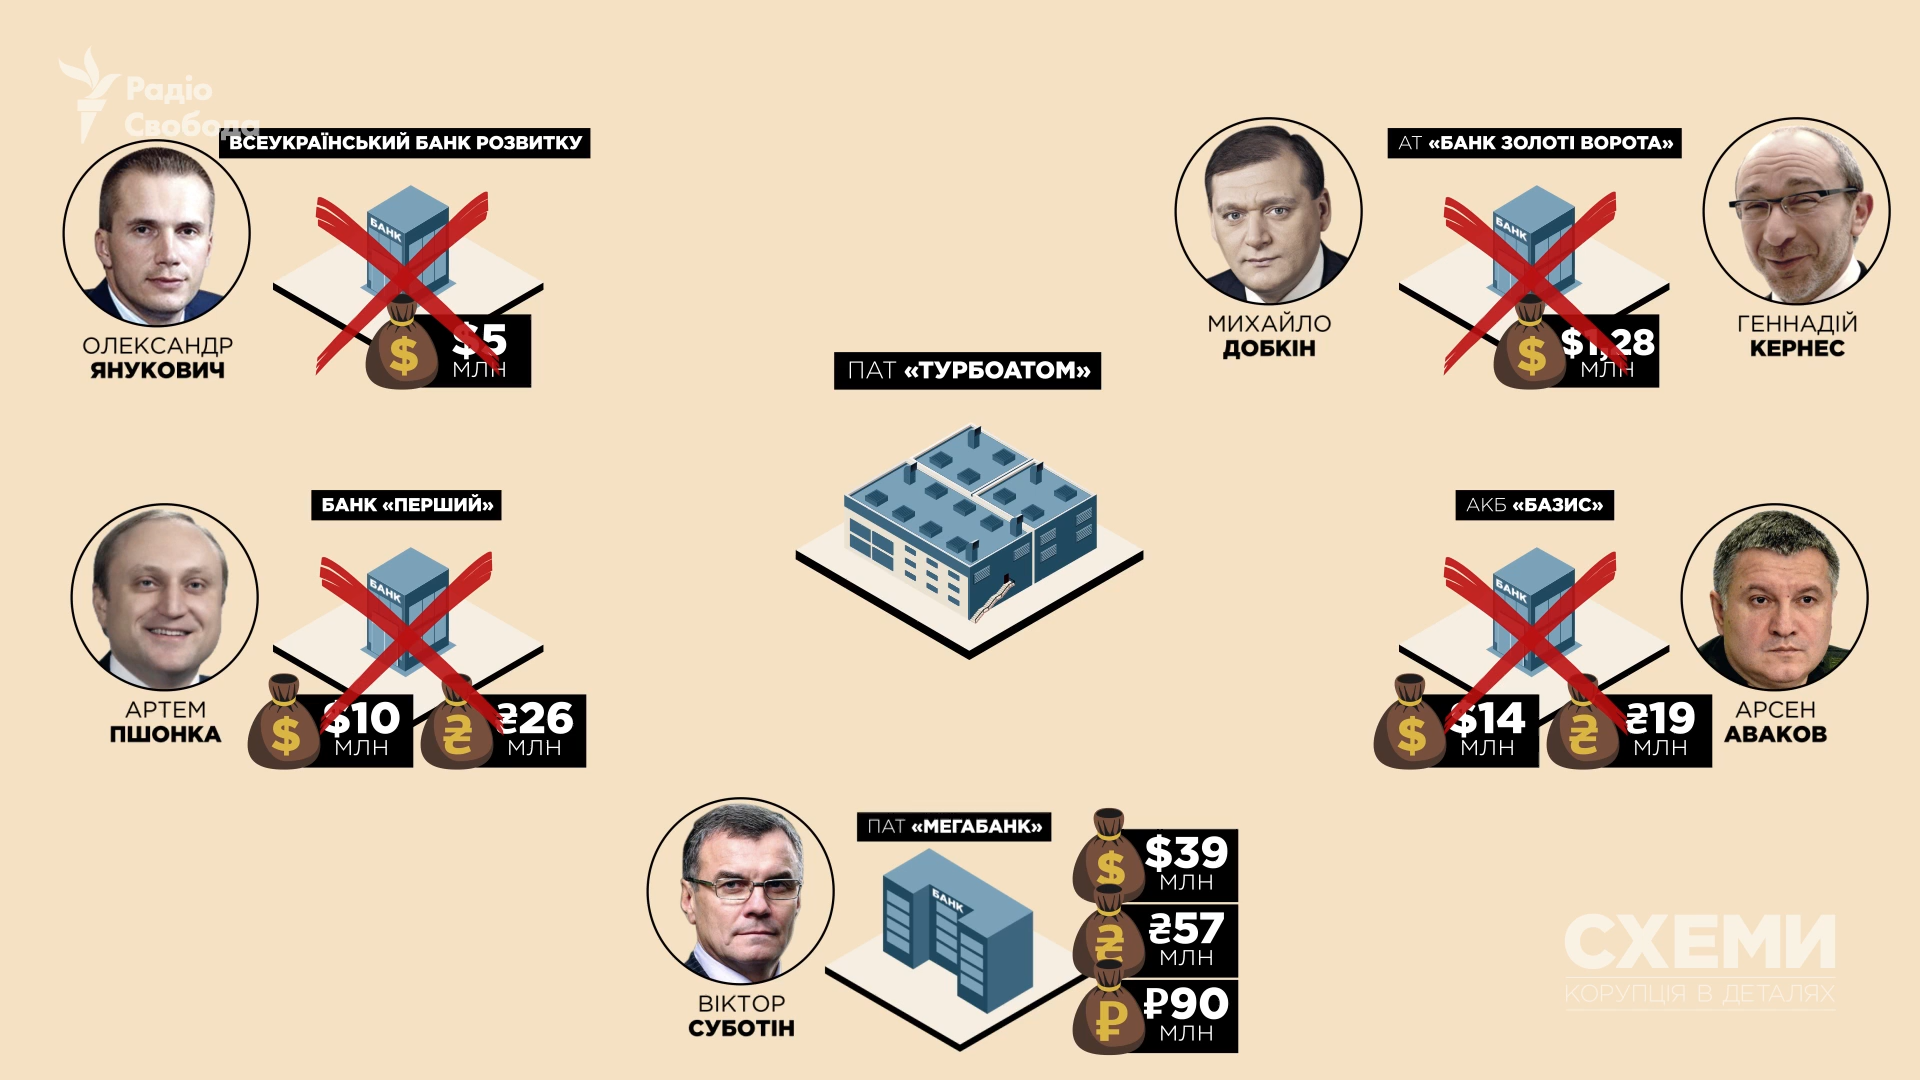 Радіо
Свобода
ВСЕУКРАЇНСЬКИЙ БАНК РОЗВИТКУ
БАНК
$5
МЛН
ОЛЕКСАНДР
ЯНУКОВИЧ
АТ «БАНК ЗОЛОТІ ВОРОТА»
БАНК
$1,28
МЛН
МИХАЙЛО
ДОБКІН
ГЕННАДІЙ
КЕРНЕС
ПАТ «ТУРБОАТОМ»
БАНК «ПЕРШИЙ»
БАНК
$
$10
МЛН
₴
₴26
МЛН
АРТЕМ
ПШОНКА
АКБ «БАЗИС»
БАНК
$
$14
МЛН
₴
₴19
МЛН
АРСЕН
АВАКОВ
ПАТ «МЕГАБАНК»
БАНК
$
$39
МЛН
₴
₴57
МЛН
₽
₽90
МЛН
ВІКТОР
СУБОТІН
СХЕМИ
КОРУПЦІЯ В ДЕТАЛЯХ